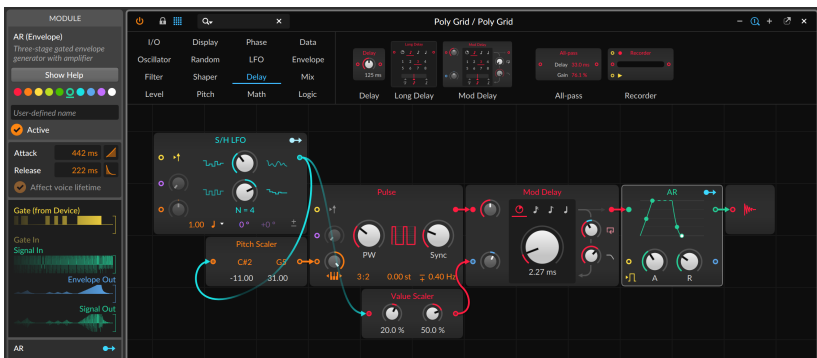 MODULE
AR (Envelope)
Three-stage gated envelope
generator with amplifier
Show Help
User-defined name
Active
Attack 442 ms
Release 222 ms
Affect voice lifetime
Gate (from Device)
Gate In
Signal In
Envelope Out
Signal Out
AR
Poly Grid / Poly Grid
I/O Display Phase Data
Oscillator Random LFO Envelope
Filter Shaper Delay Mix
Level Pitch Math Logic
Delay
125 ms
Delay
Long Delay
Long Delay
Mod Delay
Mod Delay
All-pass
Delay
Gain
All-pass
Recorder
Recorder
S/H LFO
N = 4
1.00 0° +0° ±
Pitch Scaler
C#2 G5
-11.00 31.00
Pulse
PW Sync
3:2 0.00 st 0.40 Hz
Value Scaler
20.0 % 50.0 %
Mod Delay
2.27 ms
AR
A R